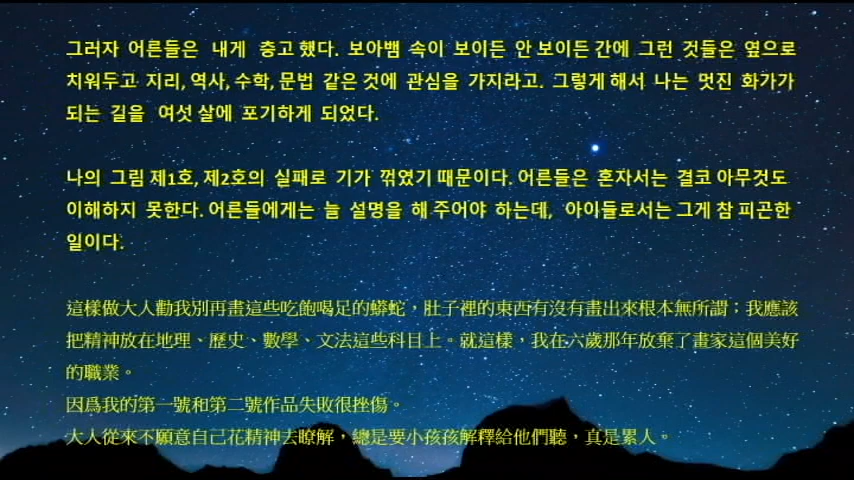 그러자 어른들은 내게 충고 했다. 보아뱀 속이 보이든 안 보이든 간에 그런 것들은 옆으로
치워두고 지리, 역사, 수학, 문법 같은 것에 관심을 가지라고. 그렇게 해서 나는 멋진 화가가
되는 길을 여섯 살에 포기하게 되었다.
나의 그림 제1호, 제2호의 실패로 기가 꺾였기 때문이다. 어른들은 혼자서는 결코 아무것도
이해하지 못한다. 어른들에게는 늘 설명을 해 주어야 하는데, 아이들로서는 그게 참 피곤한
일이다.
這樣做大人勸我別再畫這些吃飽喝足的蟒蛇，肚子裡的東西有沒有畫出來根本無所謂；我應該
把精神放在地理、歷史、數學、文法這些科目上。就這樣，我在六歲那年放棄了畫家這個美好
的職業。
因爲我的第一號和第二號作品失敗很挫傷。
大人從來不願意自己花精神去瞭解，總是要小孩孩解釋給他們聽，真是累人。